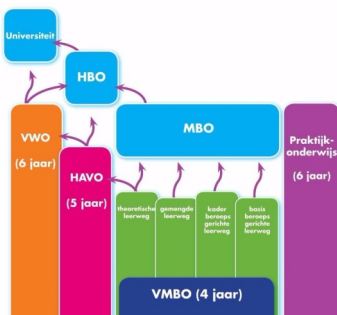 Universiteit
HBO
VWO
(6 jaar)
HAVO
(5 jaar)
MBO
Praktijk-
onderwijs
(6 jaar)
theoretische
leerweg
gemengde
leerweg
kader
beroeps
gerichte
leerweg
basis
beroeps
gerichte
leerweg
VMBO (4 jaar)